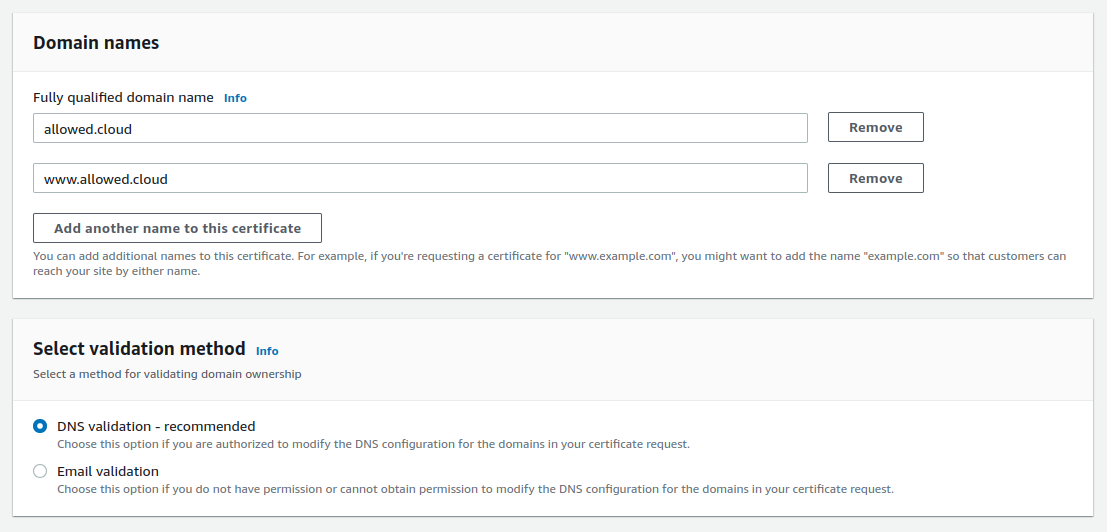 Domain names
Fully qualified domain name Info
allowed.cloud Remove
www.allowed.cloud Remove
Add another name to this certificate
You can add additional names to this certificate. For example, if you're requesting a certificate for "www.example.com", you might want to add the name "example.com" so that customers can
reach your site by either name.
Select validation method Info
Select a method for validating domain ownership
DNS validation - recommended
Choose this option if you are authorized to modify the DNS configuration for the domains in your certificate request.
Email validation
Choose this option if you do not have permission or cannot obtain permission to modify the DNS configuration for the domains in your certificate request.